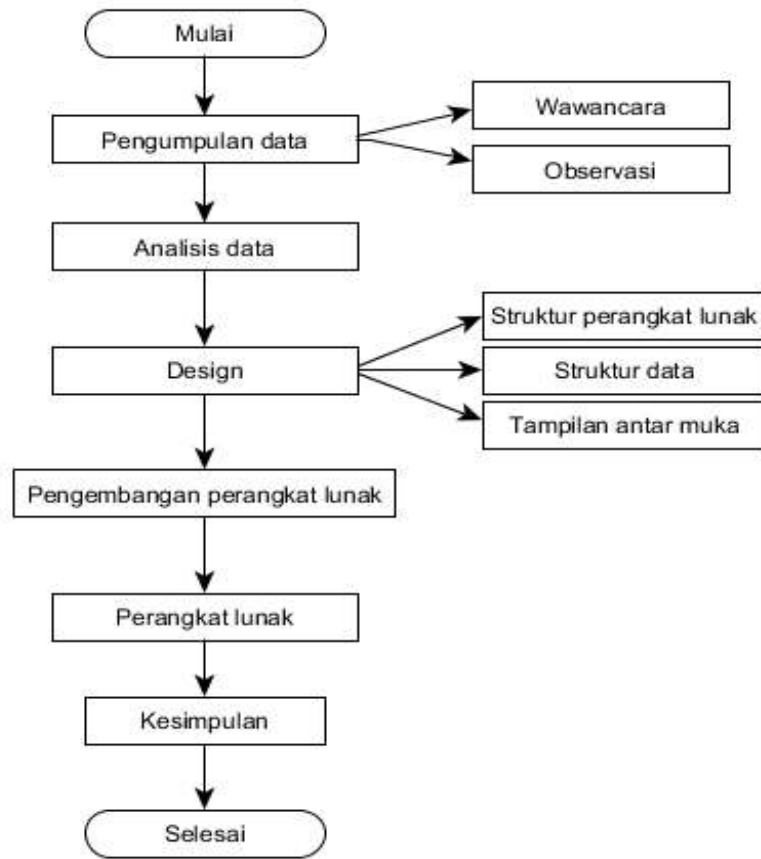 Mulai
Pengumpulan data
Wawancara
Observasi
Analisis data
Design
Struktur perangkat lunak
Struktur data
Tampilan antar muka
Pengembangan perangkat lunak
Perangkat lunak
Kesimpulan
Selesai